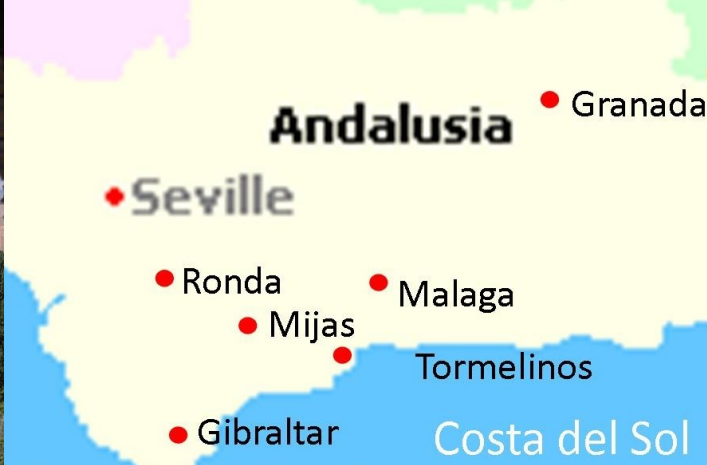 Granada
Andalusia
Seville
Ronda
Malaga
Mijas
Tormelinos
Gibraltar
Costa del Sol